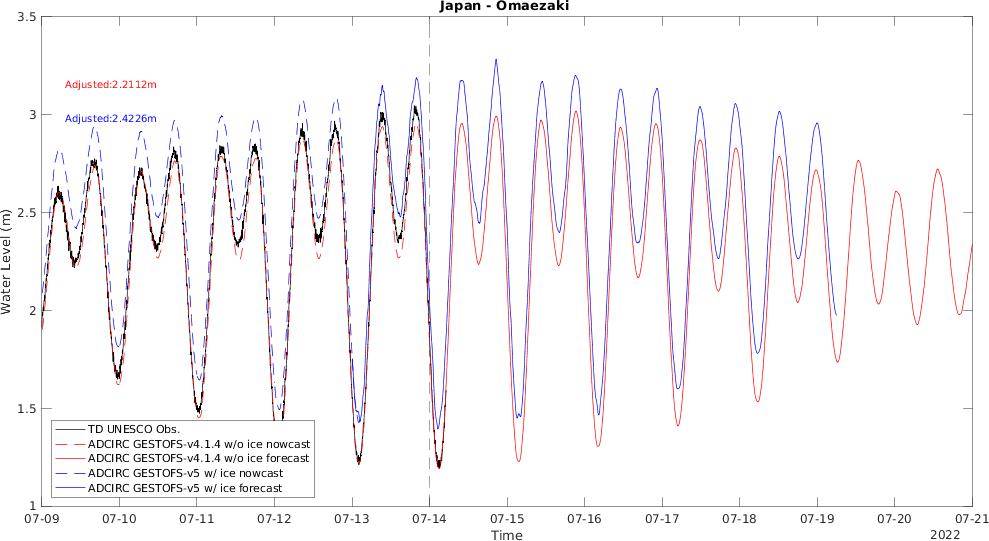 Japan - Omaezaki
3.5
3
2.5
2
1.5
1
Water Level (m)
Adjusted:2.2112m
Adjusted:2.4226m
TD UNESCO Obs.
ADCIRC GESTOFS-v4.1.4 w/o ice nowcast
ADCIRC GESTOFS-v4.1.4 w/o ice forecast
ADCIRC GESTOFS-v5 w/ ice nowcast
ADCIRC GESTOFS-v5 w/ ice forecast
07-09 07-10 07-11 07-12 07-13 07-14 07-15 07-16 07-17 07-18 07-19 07-20 07-21
Time
2022